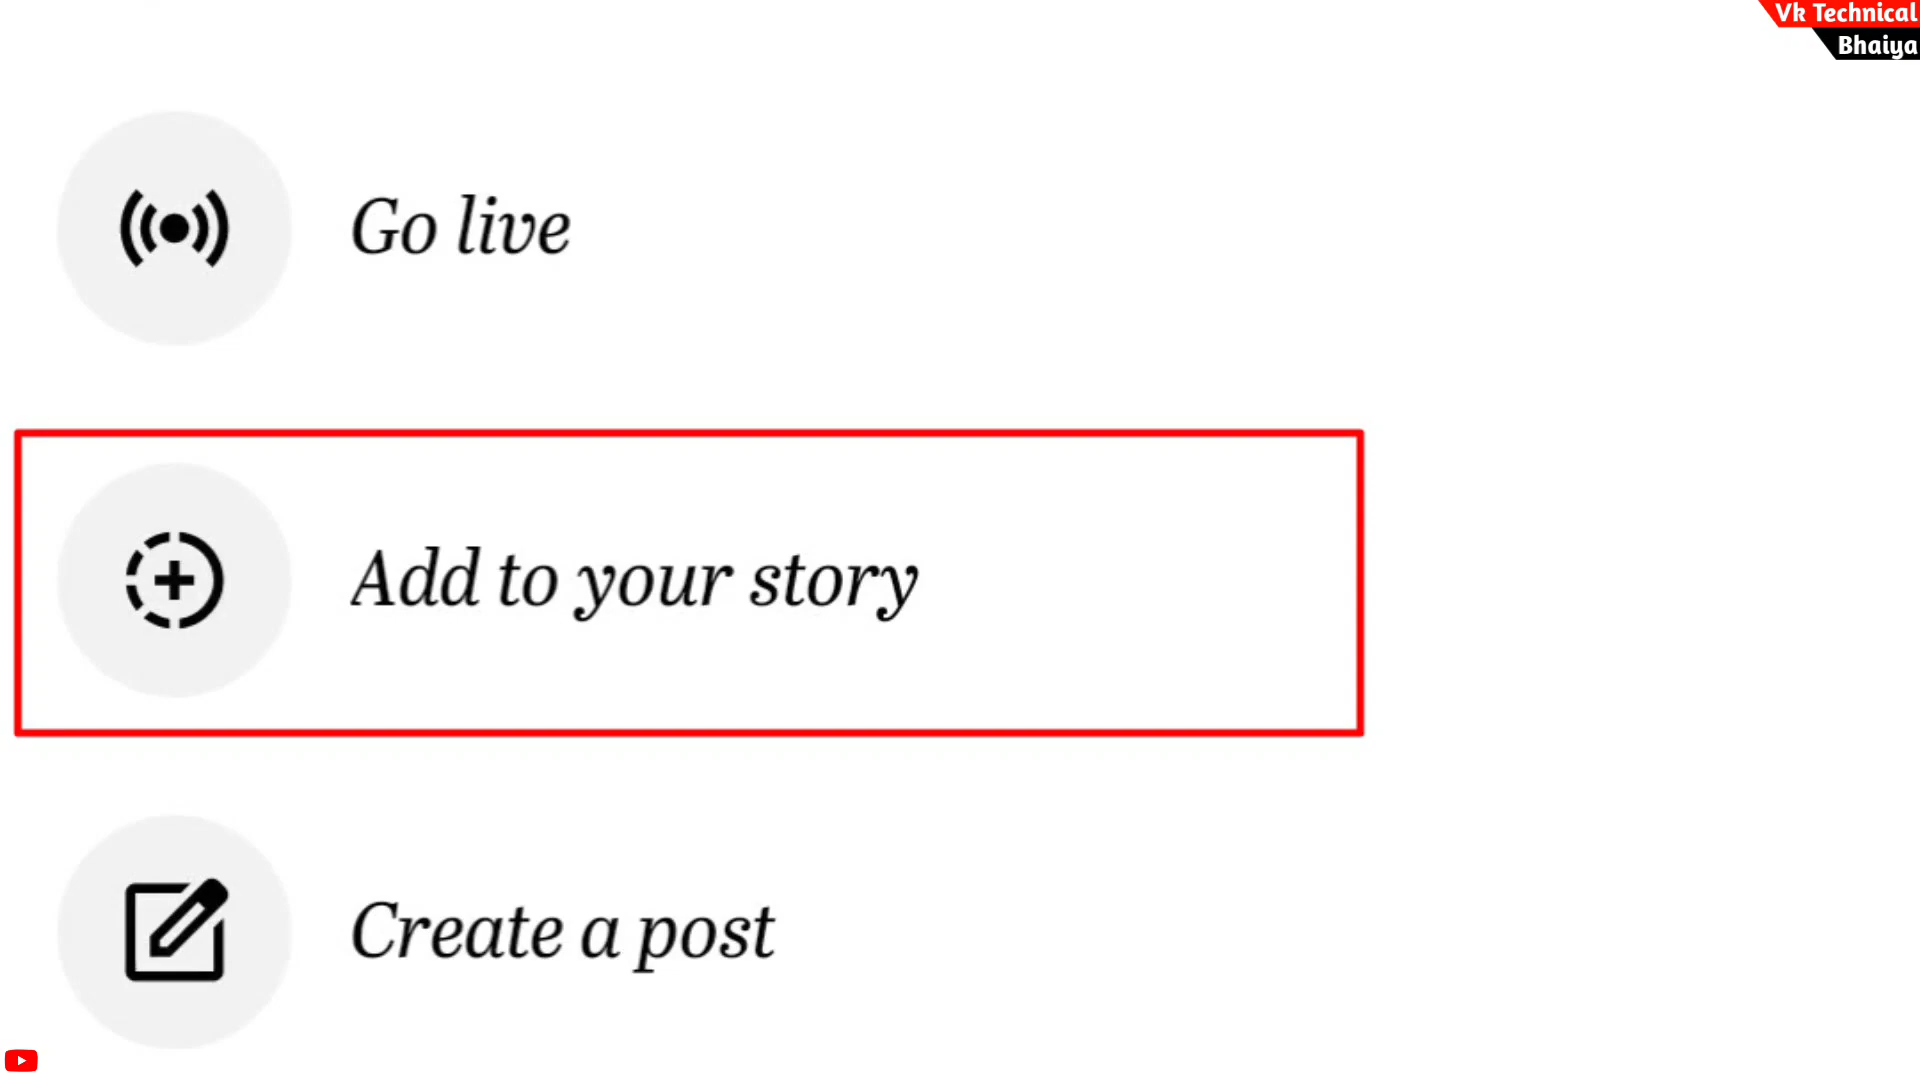 Vk Technical
Bhaiya
Go live
Add to your story
Create a post